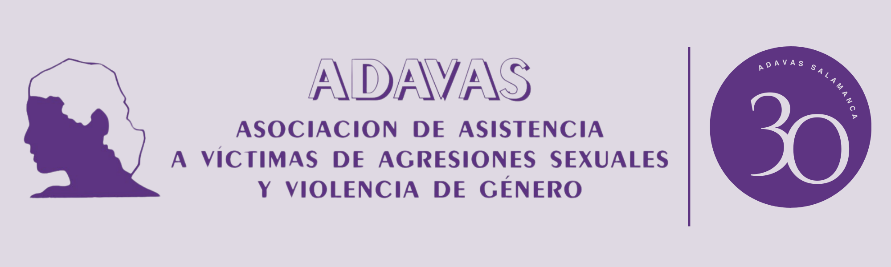 ADAVAS
ASOCIACION DE ASISTENCIA
A VÍCTIMAS DE AGRESIONES SEXUALES
Y VIOLENCIA DE GÉNERO
ADAVAS SALAMANCA
30